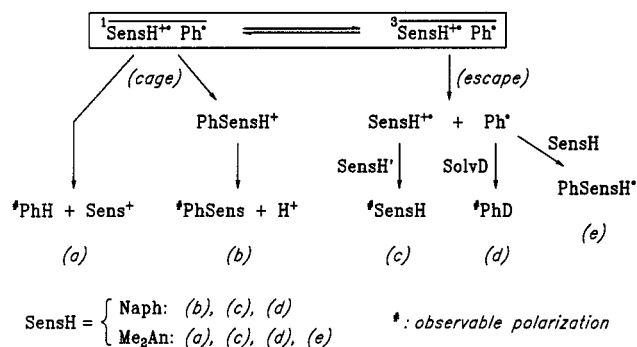 ¹SensH⁺• Ph• ³SensH⁺• Ph•
(cage) (escape)
PhSensH⁺ SensH⁺• + Ph•
SensH
SensH' SolvD
PhSensH•
#PhH + Sens⁺ #PhSens + H⁺ #SensH #PhD
(e)
(a) (b) (c) (d)
SensH = { Naph: (b), (c), (d)
Me₂An: (a), (c), (d), (e)
#: observable polarization